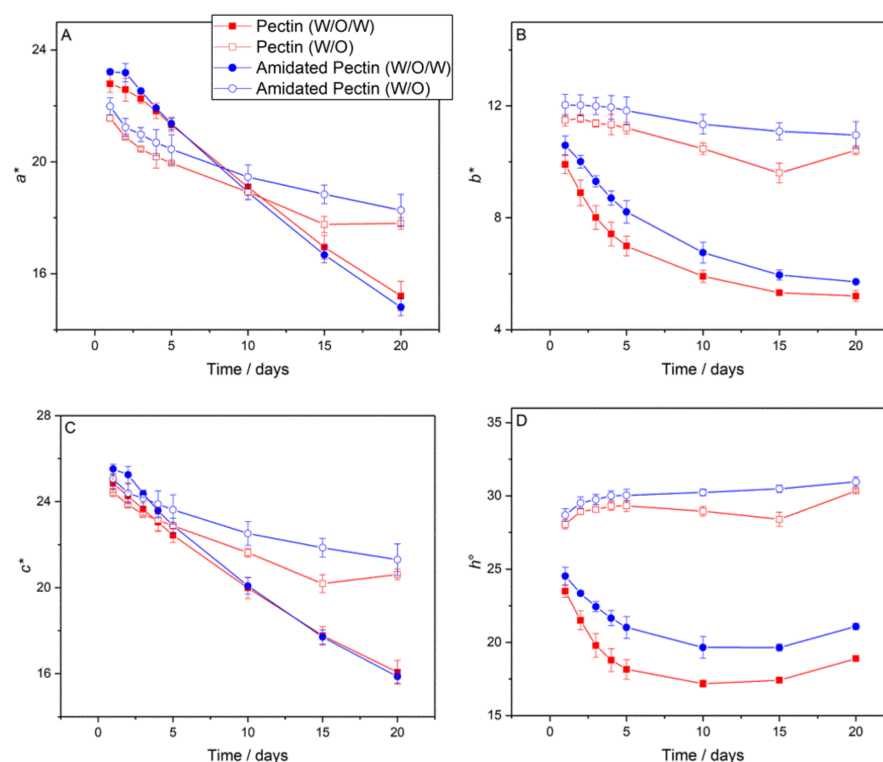 A
Pectin (W/O/W)
Pectin (W/O)
Amidated Pectin (W/O/W)
Amidated Pectin (W/O)
24
20
16
a*
0 5 10 15 20
Time / days
B
16
12
8
4
b*
0 5 10 15 20
Time / days
C
28
24
20
16
c*
0 5 10 15 20
Time / days
D
35
30
25
20
15
h°
0 5 10 15 20
Time / days